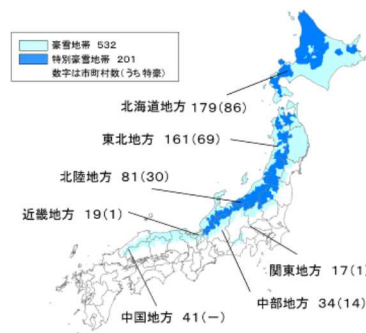 豪雪地帯 532
特別豪雪地帯 201
数字は市町村数(うち特豪)
北海道地方 179(86)
東北地方 161(69)
北陸地方 81(30)
近畿地方 19(1)
関東地方 17(1)
中部地方 34(14)
中国地方 41(ー)